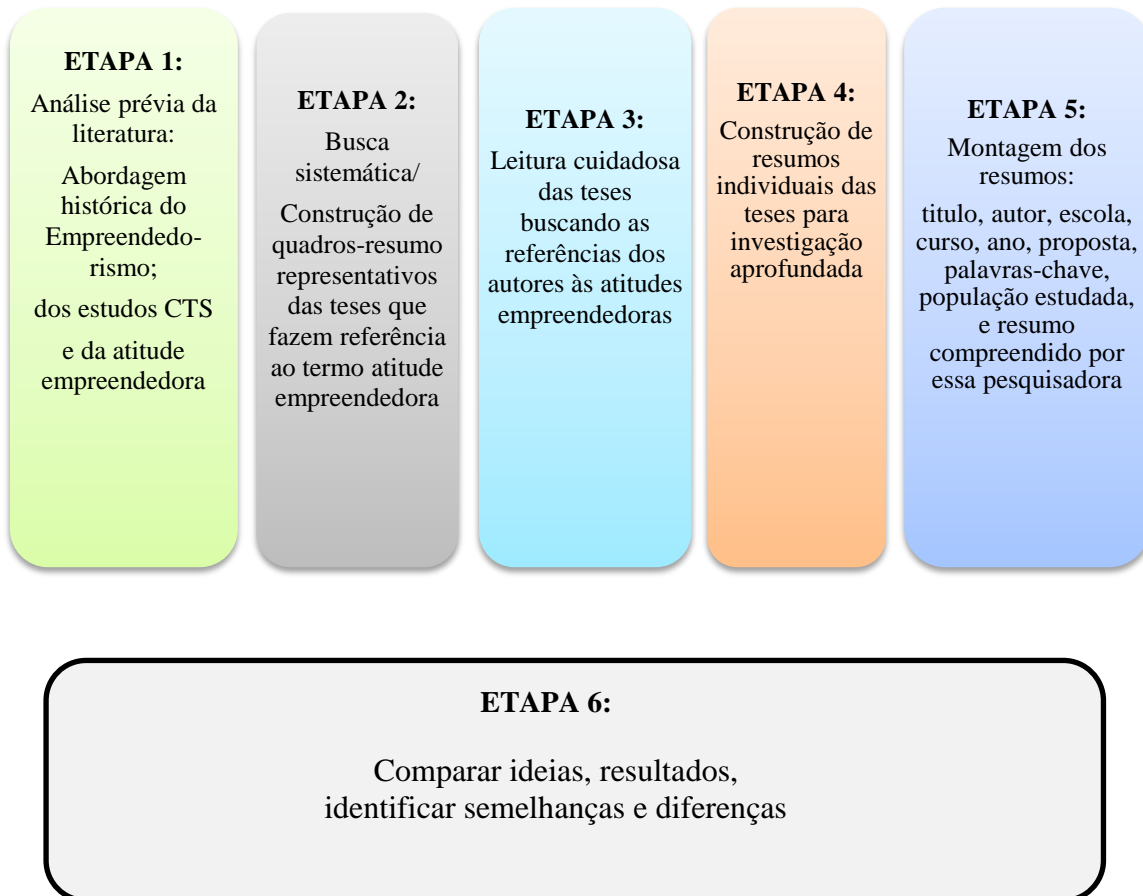 ETAPA 1:
Análise prévia da
literatura:
Abordagem
histórica do
Empreendedo-
rismo;
dos estudos CTS
e da atitude
empreendedora
ETAPA 2:
Busca
sistemática/
Construção de
quadros-resumo
representativos
das teses que
fazem referência
ao termo atitude
empreendedora
ETAPA 3:
Leitura cuidadosa
das teses
buscando as
referências dos
autores às atitudes
empreendedoras
ETAPA 4:
Construção de
resumos
individuais das
teses para
investigação
aprofundada
ETAPA 5:
Montagem dos
resumos:
titulo, autor, escola,
curso, ano, proposta,
palavras-chave,
população estudada,
e resumo
compreendido por
essa pesquisadora
ETAPA 6:
Comparar ideias, resultados,
identificar semelhanças e diferenças